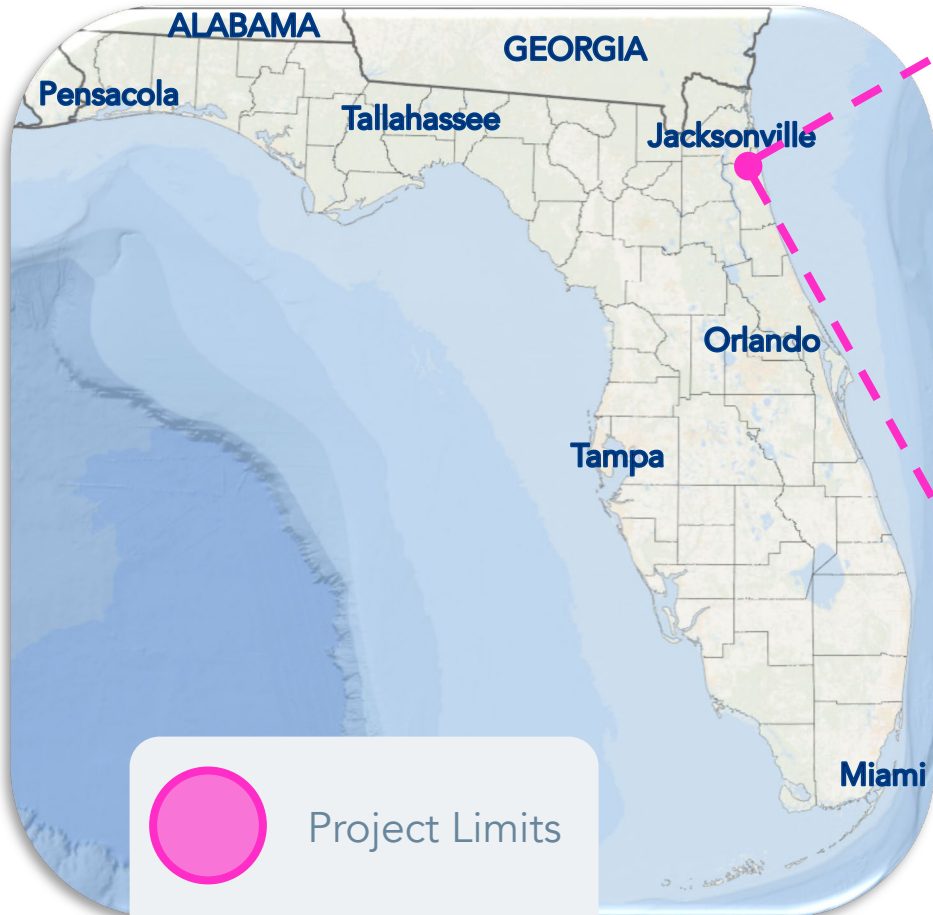 ALABAMA
GEORGIA
Pensacola
Tallahassee
Jacksonville
Orlando
Tampa
Miami
Project Limits